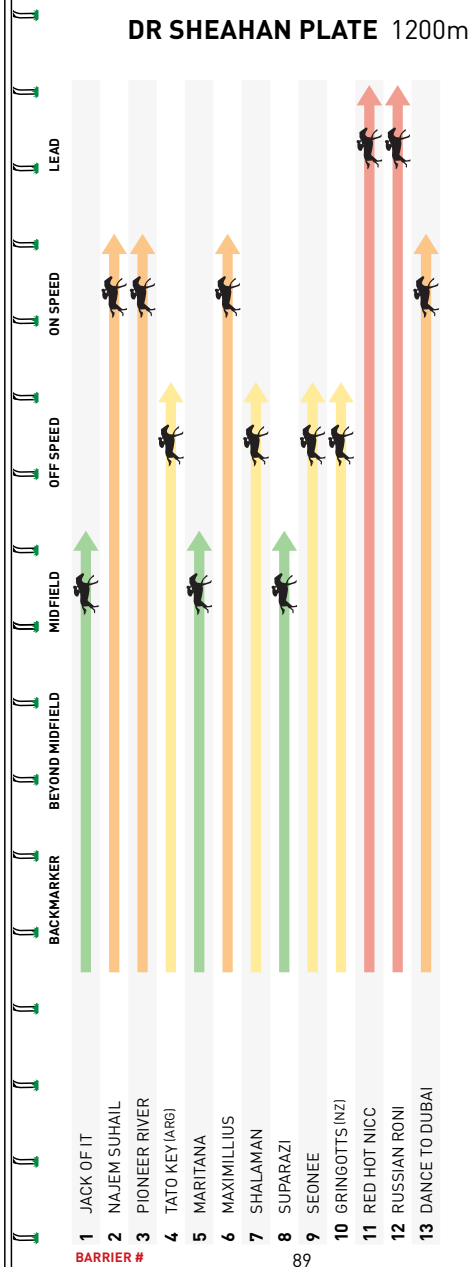 DR SHEAHAN PLATE 1200m
LEAD
ON SPEED
OFF SPEED
MIDFIELD
BEYOND MIDFIELD
BACKMARKER
1 JACK OF IT
2 NAJEM SUHAIL
3 PIONEER RIVER
4 TATO KEY (ARG)
5 MARITANA
6 MAXIMILLIUS
7 SHALAMAN
8 SUPARAZI
9 SEONEE
10 GRINGOTTS (NZ)
11 RED HOT NICC
12 RUSSIAN RONI
13 DANCE TO DUBAI
BARRIER #
89